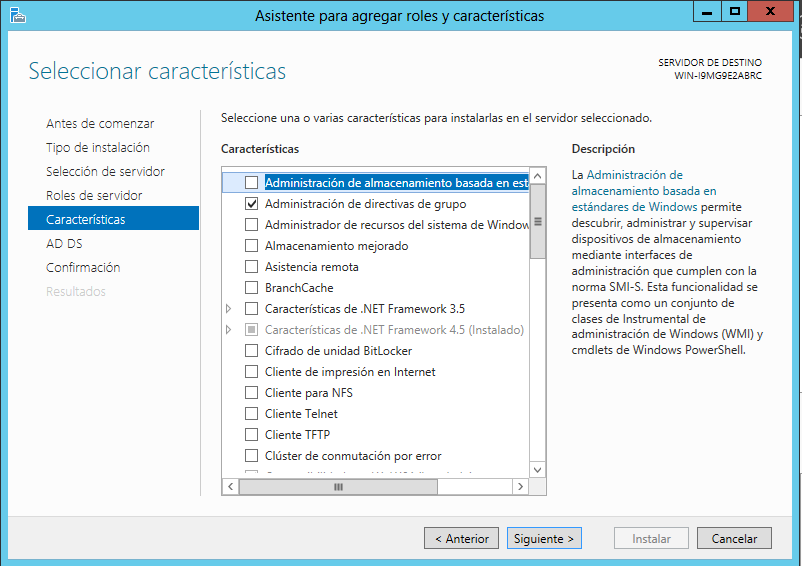 Asistente para agregar roles y características
Seleccionar características
SERVIDOR DE DESTINO
WIN-I9MG9E2ABRC
Antes de comenzar
Tipo de instalación
Selección de servidor
Roles de servidor
Características
AD DS
Confirmación
Resultados
Seleccione una o varias características para instalarlas en el servidor seleccionado.
Características
Administración de almacenamiento basada en est
Administración de directivas de grupo
Administrador de recursos del sistema de Window
Almacenamiento mejorado
Asistencia remota
BranchCache
Características de .NET Framework 3.5
Características de .NET Framework 4.5 (Instalado)
Cifrado de unidad BitLocker
Cliente de impresión en Internet
Cliente para NFS
Cliente Telnet
Cliente TFTP
Clúster de conmutación por error
Descripción
La Administración de
almacenamiento basada en
estándares de Windows permite
descubrir, administrar y supervisar
dispositivos de almacenamiento
mediante interfaces de
administración que cumplen con la
norma SMI-S. Esta funcionalidad se
presenta como un conjunto de
clases de Instrumental de
administración de Windows (WMI) y
cmdlets de Windows PowerShell.
< Anterior
Siguiente >
Instalar
Cancelar